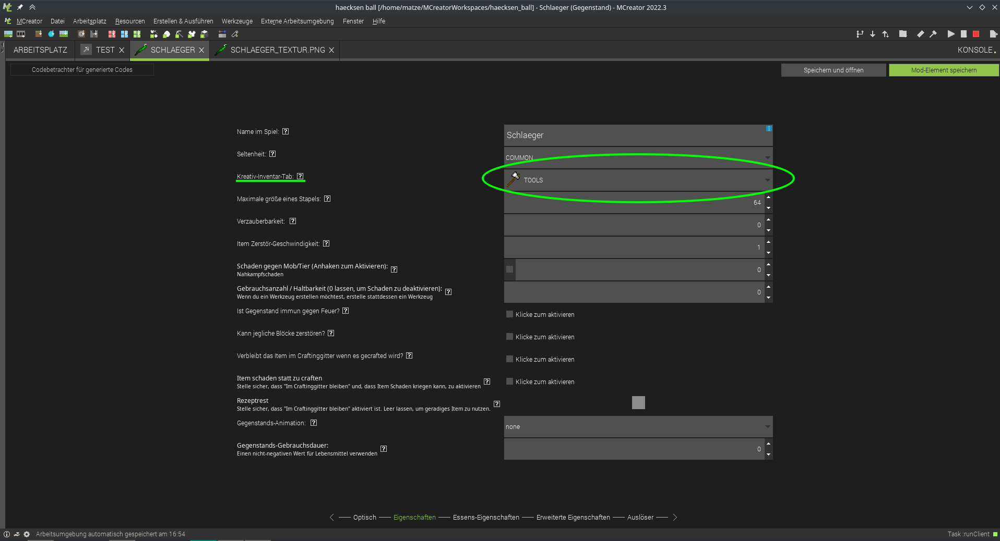 haecksen ball [/home/matze/MCreatorWorkspaces/haecksen_ball] - Schlaeger (Gegenstand) - MCreator 2022.3
MCreator Datei Arbeitsplatz Resourcen Erstellen & Ausführen Werkzeuge Externe Arbeitsumgebung Fenster Hilfe
ARBEITSPLATZ TEST SCHLAEGER SCHLAEGER_TEXTUR.PNG KONSOLE
Codebetrachter für generierte Codes Speichern und öffnen Mod-Element speichern
Name im Spiel: Schlaeger
Seltenheit: COMMON
Kreativ-Inventar-Tab: TOOLS
Maximale größe eines Stapels: 64
Verzauberbarkeit: 0
Item Zerstör-Geschwindigkeit: 1
Schaden gegen Mob/Tier (Anhaken zum Aktivieren): 0
Nahkampfschaden
Gebrauchsanzahl / Haltbarkeit (0 lassen, um Schaden zu deaktivieren): 0
Wenn du ein Werkzeug erstellen möchtest, erstelle stattdessen ein Werkzeug
Ist Gegenstand immun gegen Feuer? Klicke zum aktivieren
Kann jegliche Blöcke zerstören? Klicke zum aktivieren
Verbleibt das Item im Craftinggitter wenn es gecrafted wird? Klicke zum aktivieren
Item schaden statt zu craften Klicke zum aktivieren
Stelle sicher, dass "Im Craftinggitter bleiben" und, dass Item Schaden kriegen kann, zu aktivieren
Rezeptrest
Stelle sicher, dass "Im Craftinggitter bleiben" aktiviert ist. Leer lassen, um geradiges Item zu nutzen.
Gegenstands-Animation: none
Gegenstands-Gebrauchsdauer: 0
Einen nicht-negativen Wert für Lebensmittel verwenden
Optisch Eigenschaften Essens-Eigenschaften Erweiterte Eigenschaften Auslöser
Arbeitsumgebung automatisch gespeichert am 16:54 Task :runClient